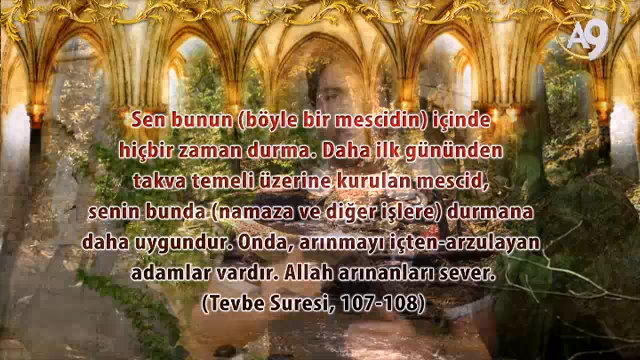 A9
Sen bunun (böyle bir mescidin) içinde
hiçbir zaman durma. Daha ilk gününden
takva temeli üzerine kurulan mescid,
senin bunda (namaza ve diğer işlere) durmana
daha uygundur. Onda, arınmayı içten-arzulayan
adamlar vardır. Allah arınanları sever.
(Tevbe Suresi, 107-108)